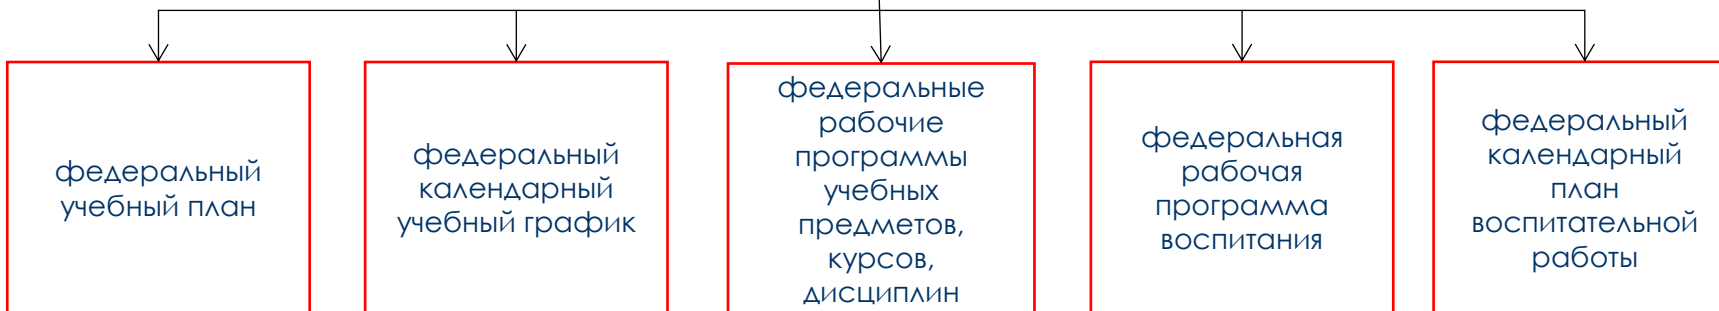 федеральный
учебный план
федеральный
календарный
учебный график
федеральные
рабочие
программы
учебных
предметов,
курсов,
дисциплин
федеральная
рабочая
программа
воспитания
федеральный
календарный
план
воспитательной
работы